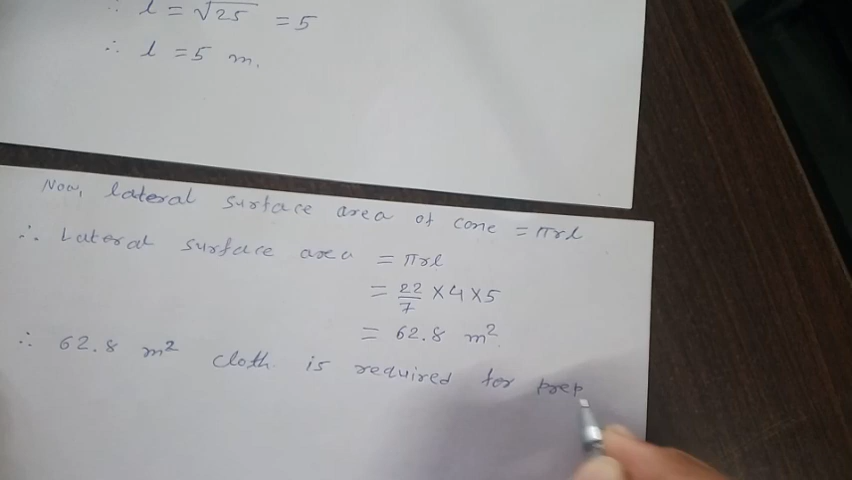 ∴ l = √25 = 5
∴ l = 5 m.
Now, lateral surface area of cone = πrl
∴ Lateral surface area = πrl
= 22/7 × 4 × 5
= 62.8 m²
∴ 62.8 m² cloth is required for prep